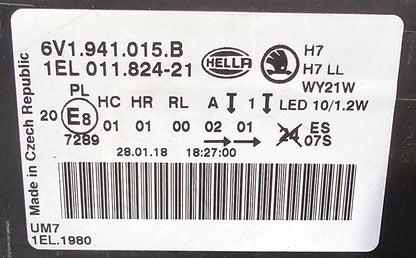 6V1.941.015.B
1EL 011.824-21
HELLA
H7
H7 LL
WY21W
LED 10/1.2W
PL HC HR RL A 1
20 E8 01 01 00 02 01 24 ES
7289 07S
28.01.18 18:27:00
Made in Czech Republic
UM7
1EL.1980